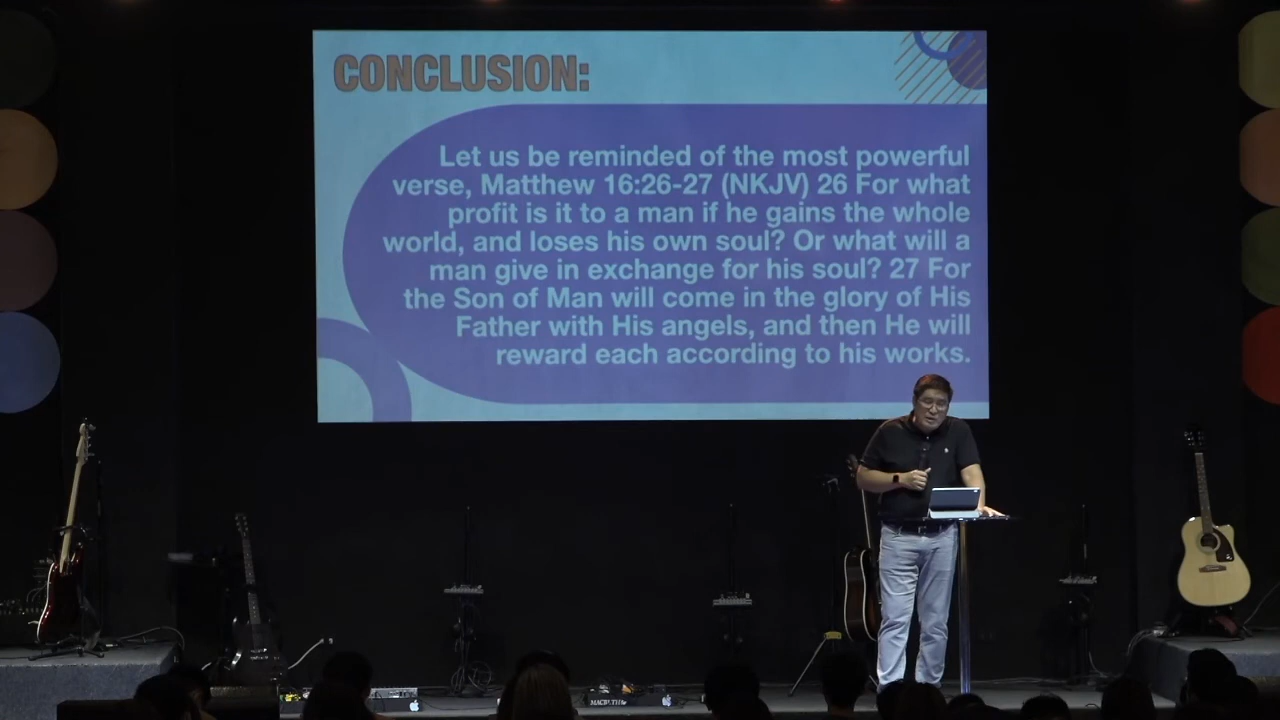 CONCLUSION:
Let us be reminded of the most powerful
verse, Matthew 16:26-27 (NKJV) 26 For what
profit is it to a man if he gains the whole
world, and loses his own soul? Or what will a
man give in exchange for his soul? 27 For
the Son of Man will come in the glory of His
Father with His angels, and then He will
reward each according to his works.